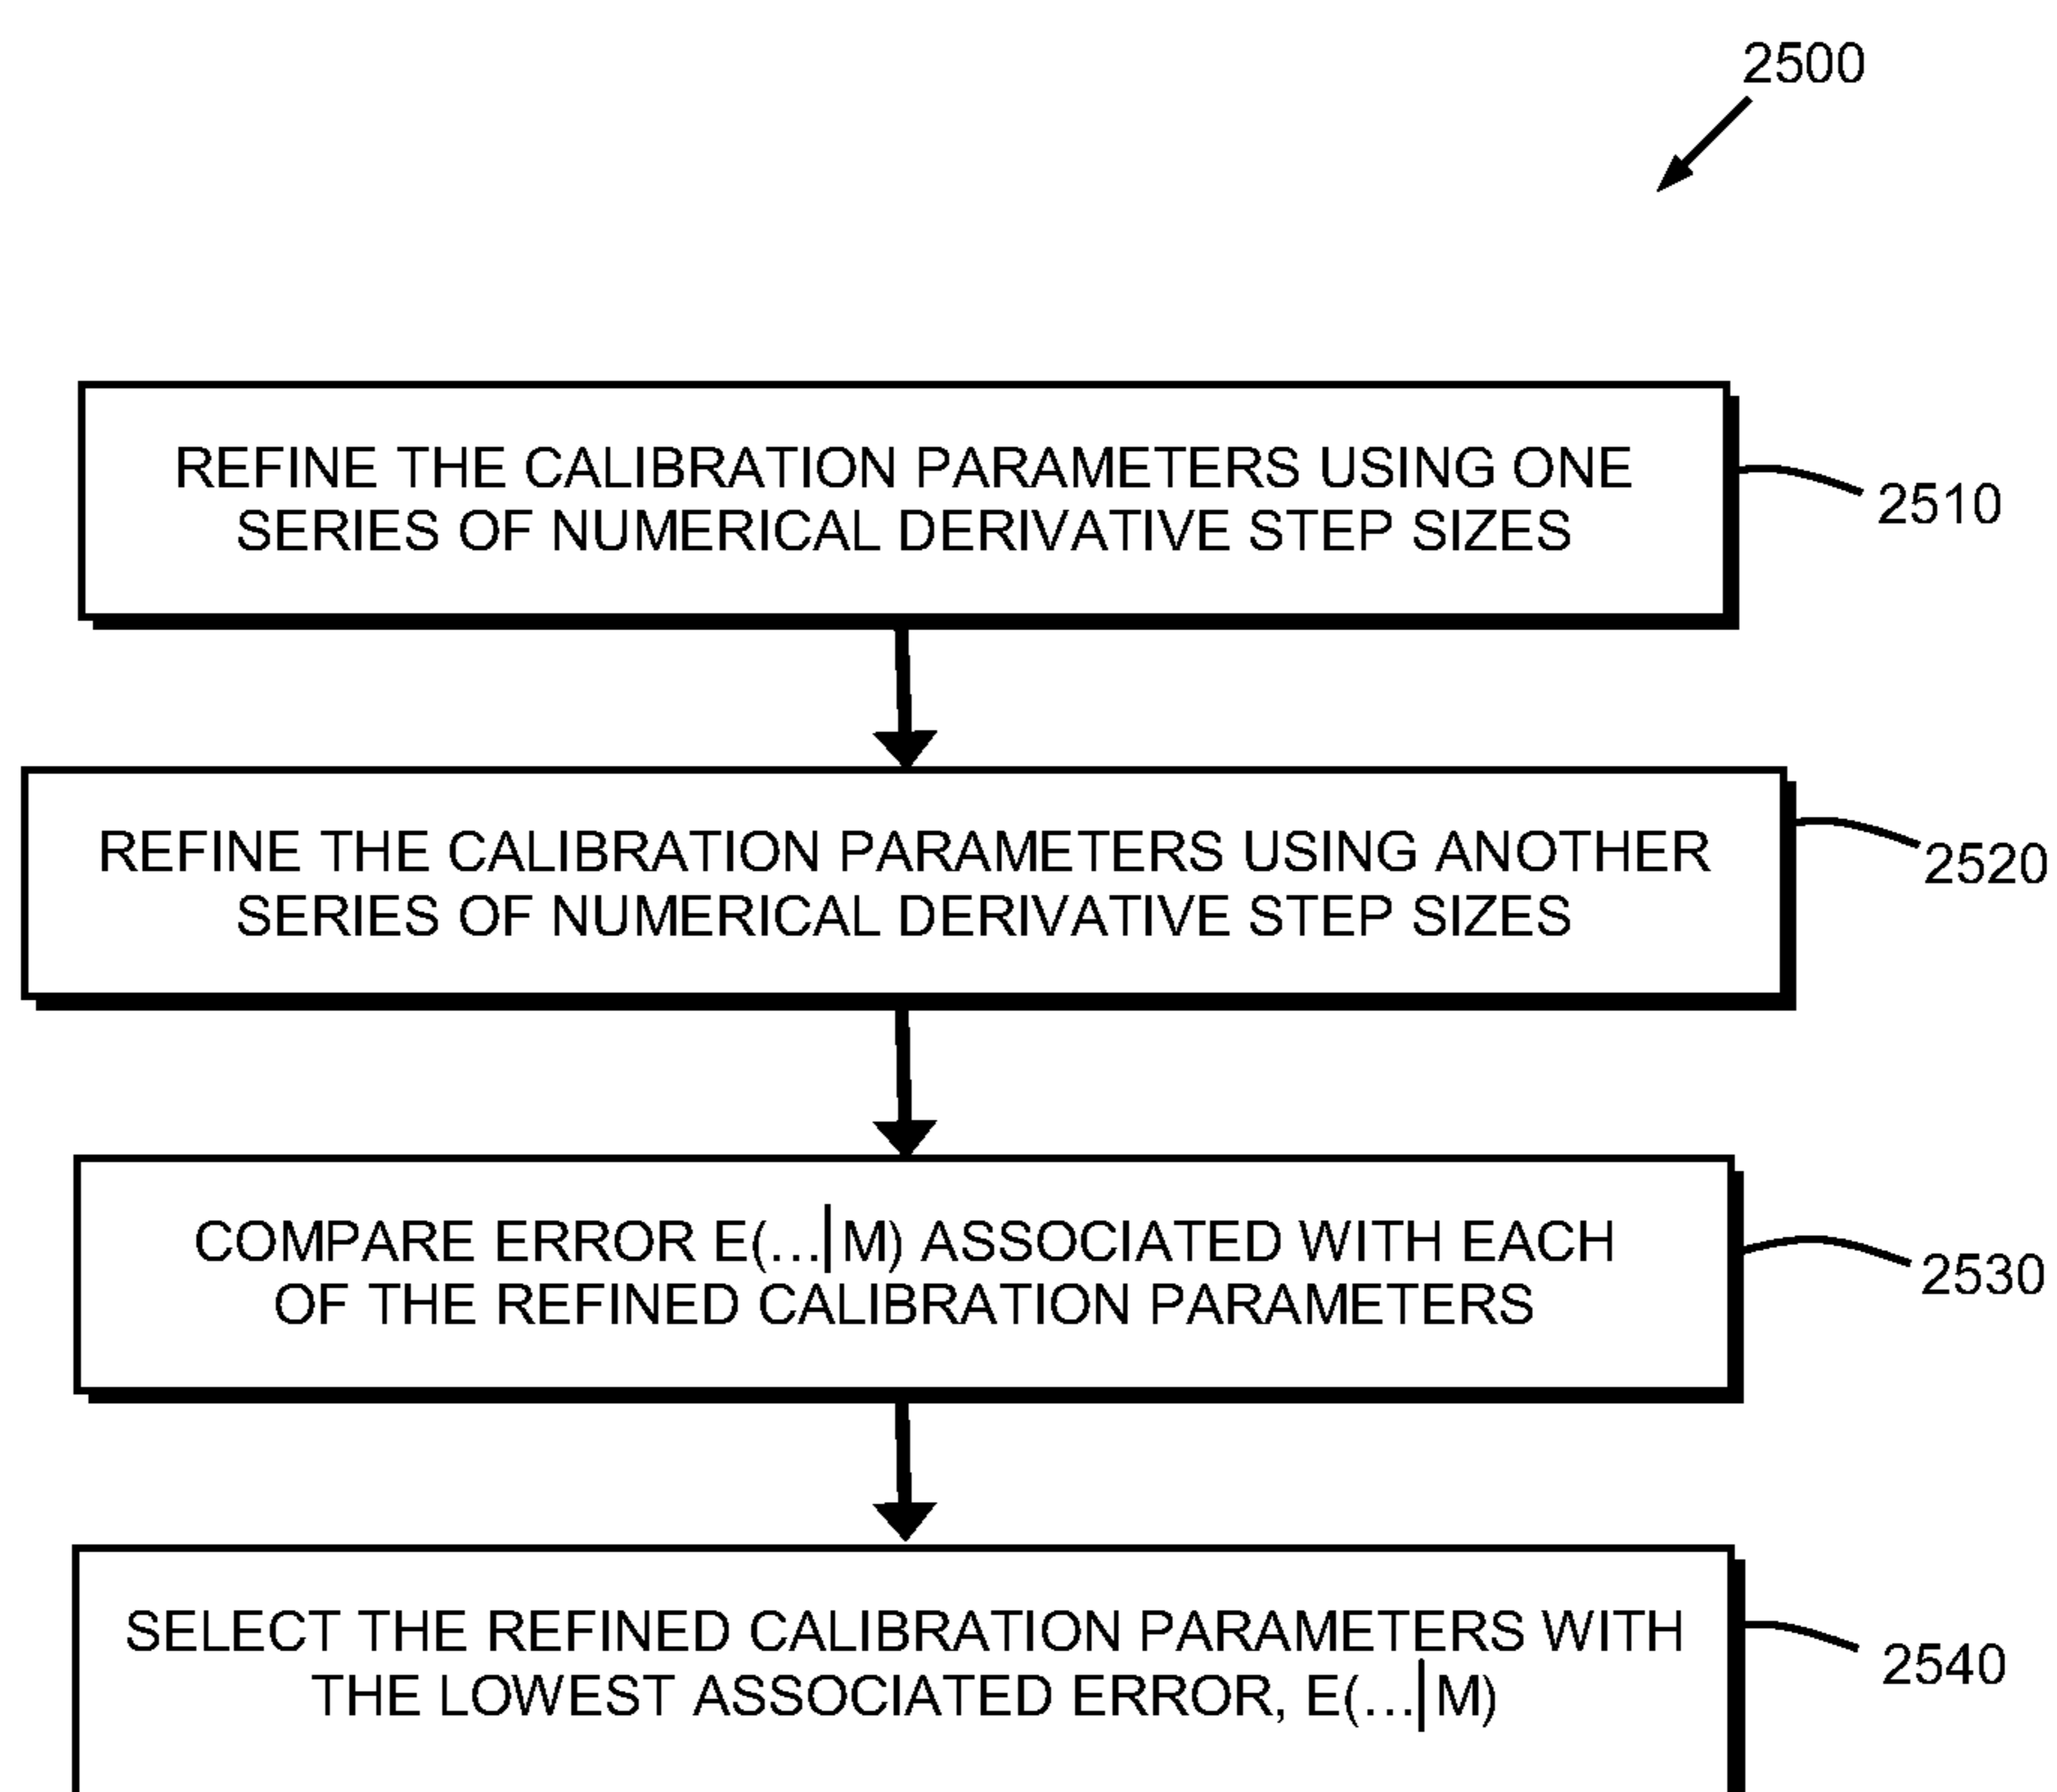 2500
REFINE THE CALIBRATION PARAMETERS USING ONE
SERIES OF NUMERICAL DERIVATIVE STEP SIZES
2510
REFINE THE CALIBRATION PARAMETERS USING ANOTHER
SERIES OF NUMERICAL DERIVATIVE STEP SIZES
2520
COMPARE ERROR E(...|M) ASSOCIATED WITH EACH
OF THE REFINED CALIBRATION PARAMETERS
2530
SELECT THE REFINED CALIBRATION PARAMETERS WITH
THE LOWEST ASSOCIATED ERROR, E(...|M)
2540